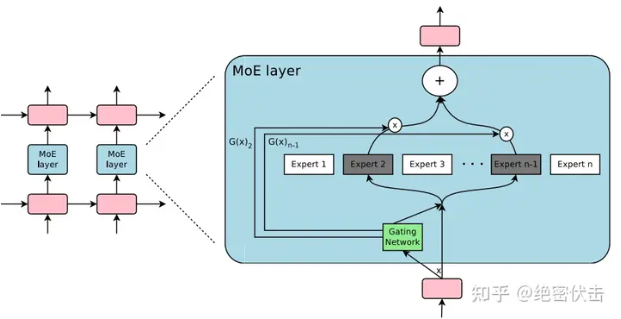 MoE layer
MoE
layer
MoE
layer
+
x
x
G(x)2
G(x)n-1
Expert 1
Expert 2
Expert 3
· · ·
Expert n-1
Expert n
Gating
Network
x
知乎 @绝密伏击